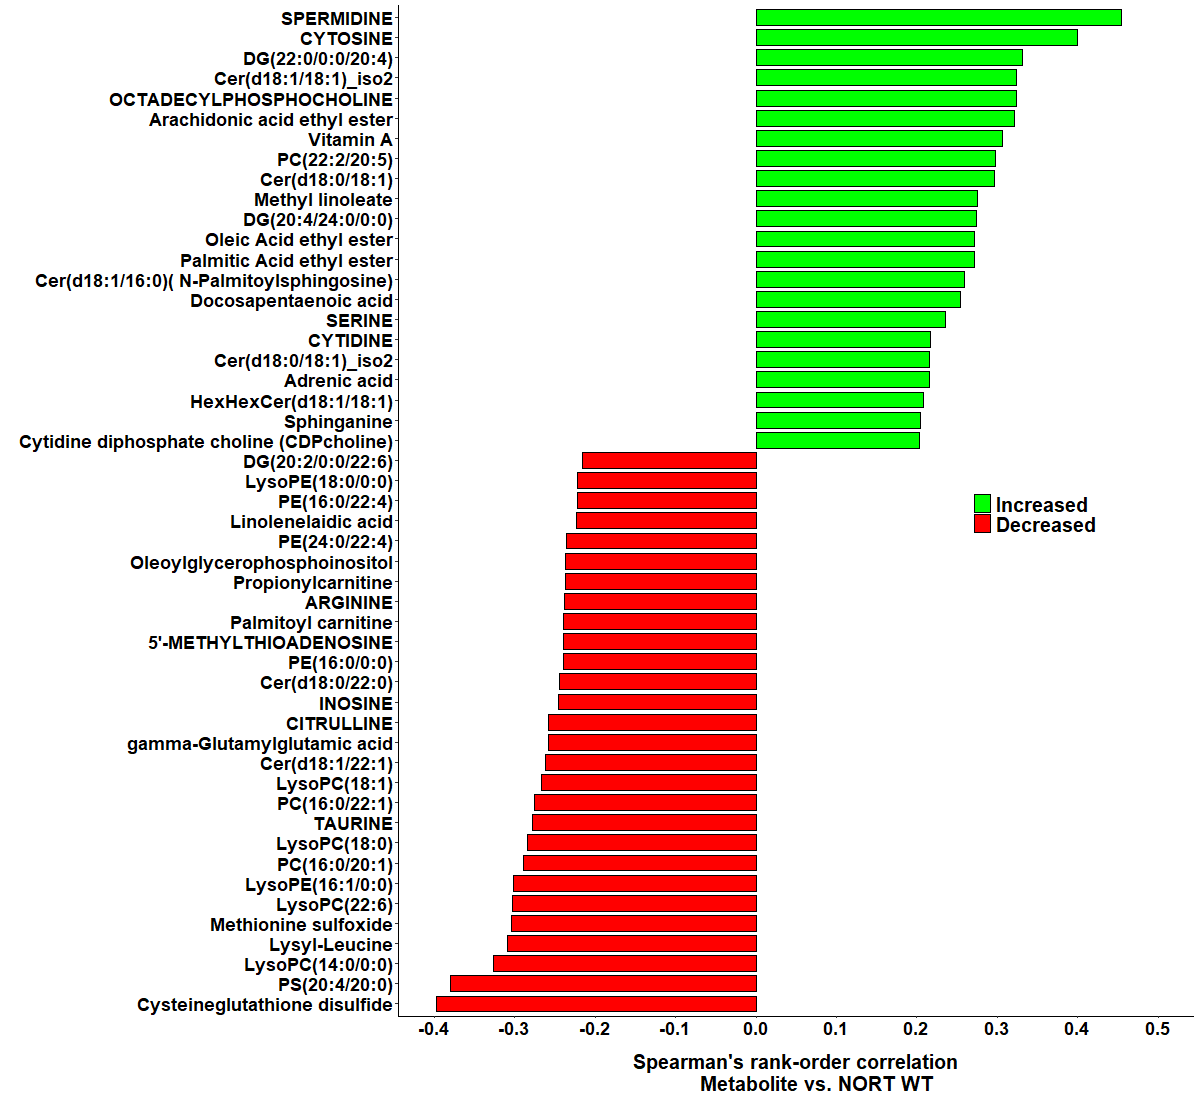 SPERMIDINE
CYTOSINE
DG(22:0/0:0/20:4)
Cer(d18:1/18:1)_iso2
OCTADECYLPHOSPHOCHOLINE
Arachidonic acid ethyl ester
Vitamin A
PC(22:2/20:5)
Cer(d18:0/18:1)
Methyl linoleate
DG(20:4/24:0/0:0)
Oleic Acid ethyl ester
Palmitic Acid ethyl ester
Cer(d18:1/16:0)( N-Palmitoylsphingosine)
Docosapentaenoic acid
SERINE
CYTIDINE
Cer(d18:0/18:1)_iso2
Adrenic acid
HexHexCer(d18:1/18:1)
Sphinganine
Cytidine diphosphate choline (CDPcholine)
DG(20:2/0:0/22:6)
LysoPE(18:0/0:0)
PE(16:0/22:4)
Linolenelaidic acid
PE(24:0/22:4)
Oleoylglycerophosphoinositol
Propionylcarnitine
ARGININE
Palmitoyl carnitine
5'-METHYLTHIOADENOSINE
PE(16:0/0:0)
Cer(d18:0/22:0)
INOSINE
CITRULLINE
gamma-Glutamylglutamic acid
Cer(d18:1/22:1)
LysoPC(18:1)
PC(16:0/22:1)
TAURINE
LysoPC(18:0)
PC(16:0/20:1)
LysoPE(16:1/0:0)
LysoPC(22:6)
Methionine sulfoxide
Lysyl-Leucine
LysoPC(14:0/0:0)
PS(20:4/20:0)
Cysteineglutathione disulfide
Increased
Decreased
-0.4 -0.3 -0.2 -0.1 0.0 0.1 0.2 0.3 0.4 0.5
Spearman's rank-order correlation
Metabolite vs. NORT WT